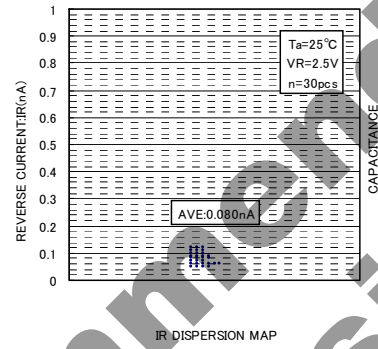 1
0.9
0.8
0.7
0.6
0.5
0.4
0.3
0.2
0.1
0
REVERSE CURRENT:IR(nA)
Ta=25℃
VR=2.5V
n=30pcs
AVE:0.080nA
CAPACITANCE
IR DISPERSION MAP